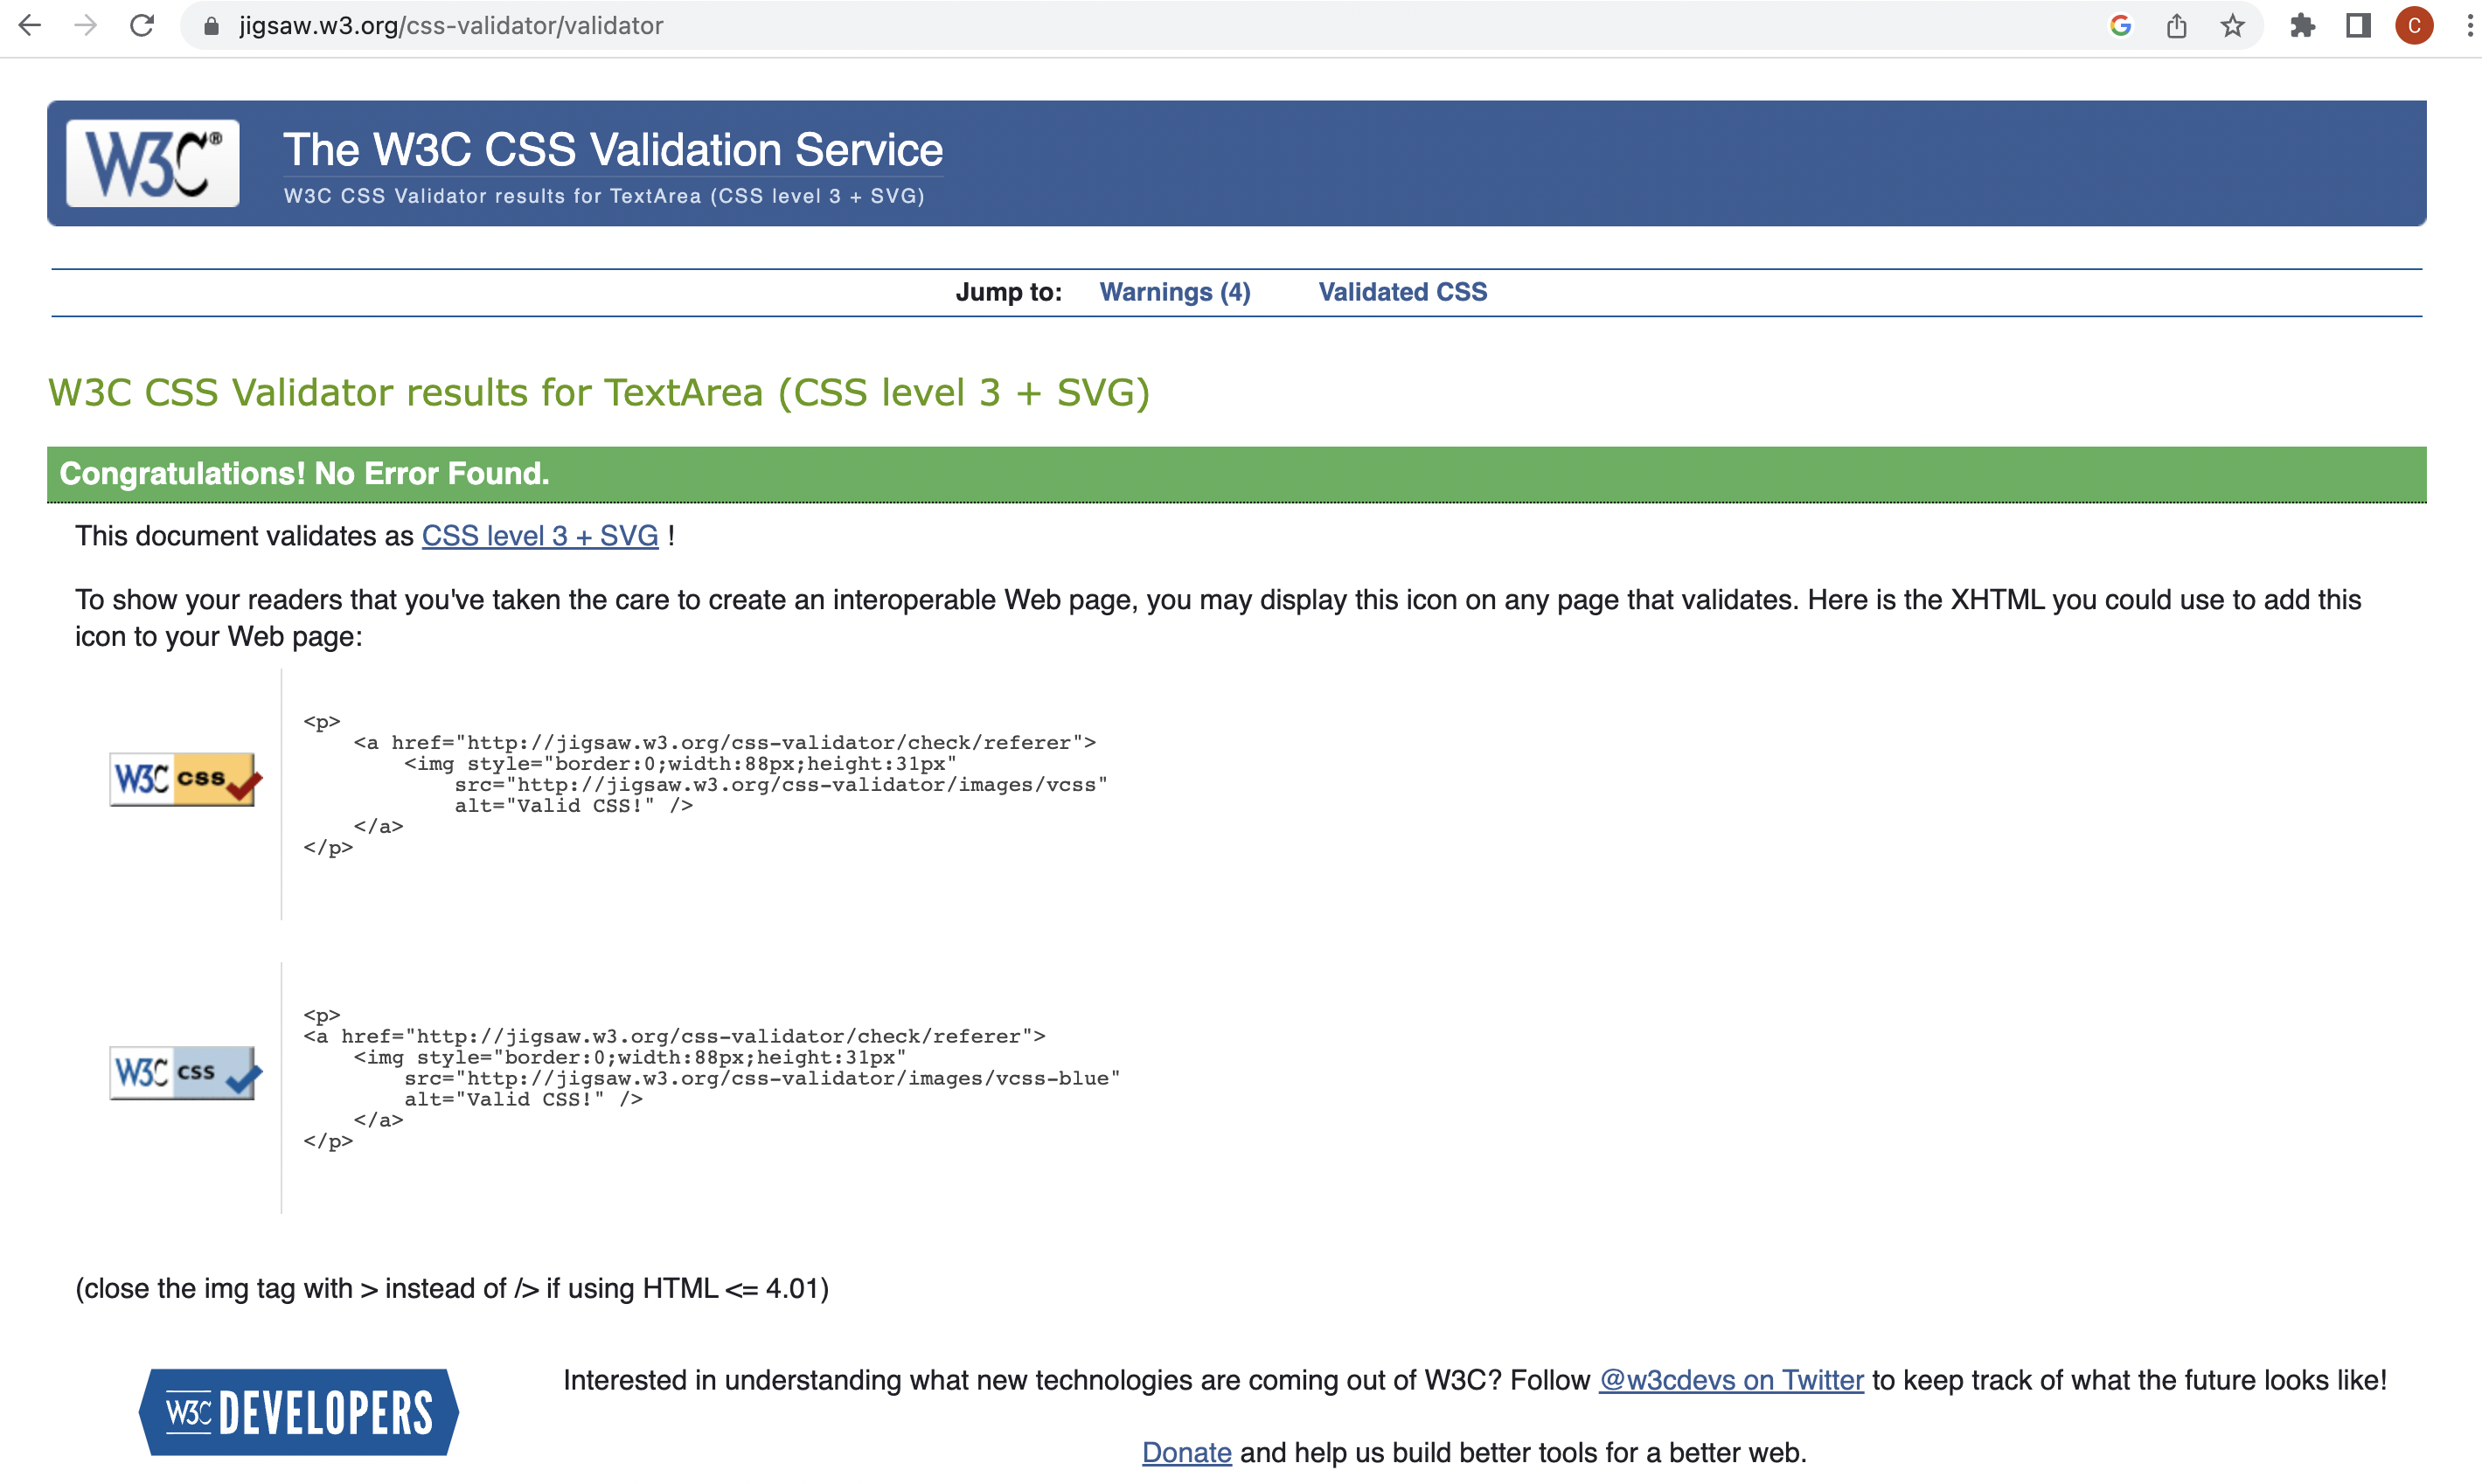 jigsaw.w3.org/css-validator/validator
C
W3C®
The W3C CSS Validation Service
W3C CSS Validator results for TextArea (CSS level 3 + SVG)
Jump to: Warnings (4) Validated CSS
W3C CSS Validator results for TextArea (CSS level 3 + SVG)
Congratulations! No Error Found.
This document validates as CSS level 3 + SVG !
To show your readers that you've taken the care to create an interoperable Web page, you may display this icon on any page that validates. Here is the XHTML you could use to add this
icon to your Web page:
W3C css
<p>
<a href="http://jigsaw.w3.org/css-validator/check/referer">
<img style="border:0;width:88px;height:31px"
src="http://jigsaw.w3.org/css-validator/images/vcss"
alt="Valid CSS!" />
</a>
</p>
W3C css
<p>
<a href="http://jigsaw.w3.org/css-validator/check/referer">
<img style="border:0;width:88px;height:31px"
src="http://jigsaw.w3.org/css-validator/images/vcss-blue"
alt="Valid CSS!" />
</a>
</p>
(close the img tag with > instead of /> if using HTML <= 4.01)
W3C DEVELOPERS
Interested in understanding what new technologies are coming out of W3C? Follow @w3cdevs on Twitter to keep track of what the future looks like!
Donate and help us build better tools for a better web.